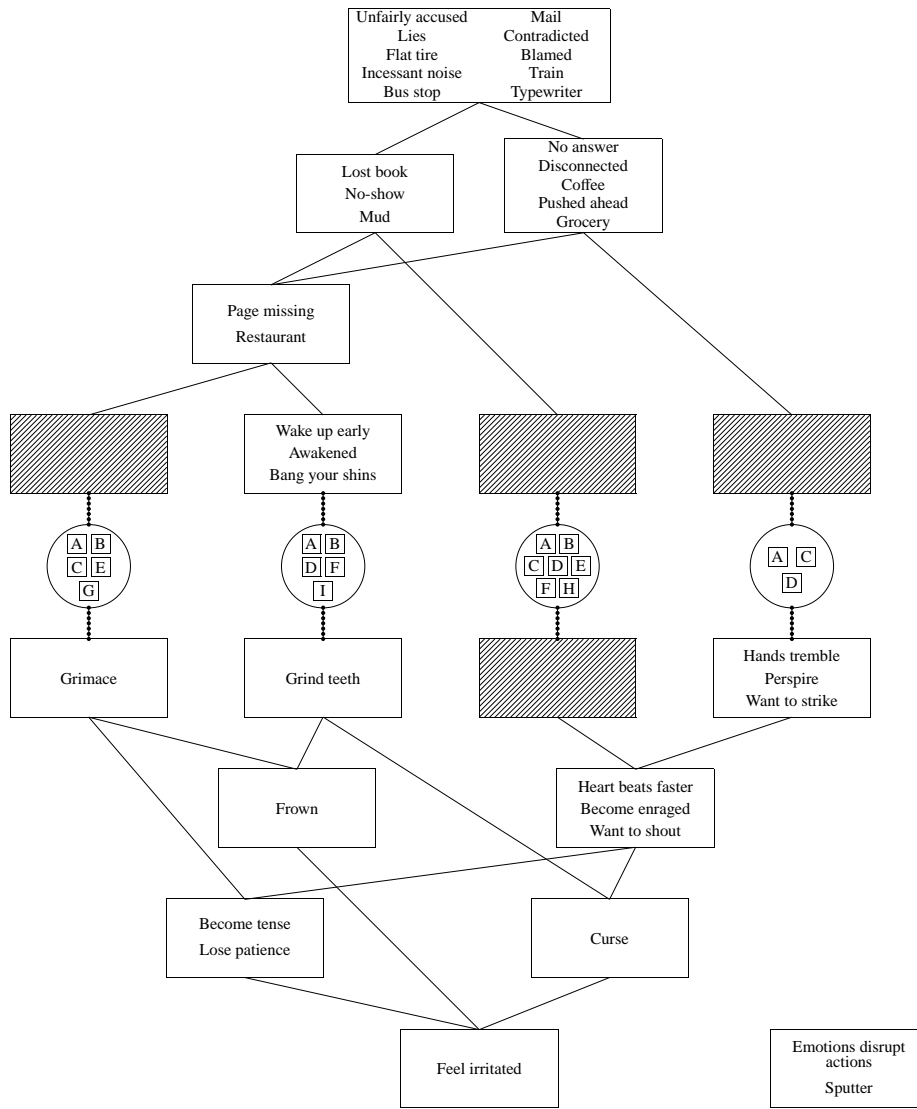 Unfairly accused Mail
Lies Contradicted
Flat tire Blamed
Incessant noise Train
Bus stop Typewriter
Lost book
No-show
Mud
No answer
Disconnected
Coffee
Pushed ahead
Grocery
Page missing
Restaurant
Wake up early
Awakened
Bang your shins
A B
C E
G
A B
D F
I
A B
C D E
F H
A C
D
Grimace
Grind teeth
Hands tremble
Perspire
Want to strike
Frown
Heart beats faster
Become enraged
Want to shout
Become tense
Lose patience
Curse
Feel irritated
Emotions disrupt
actions
Sputter